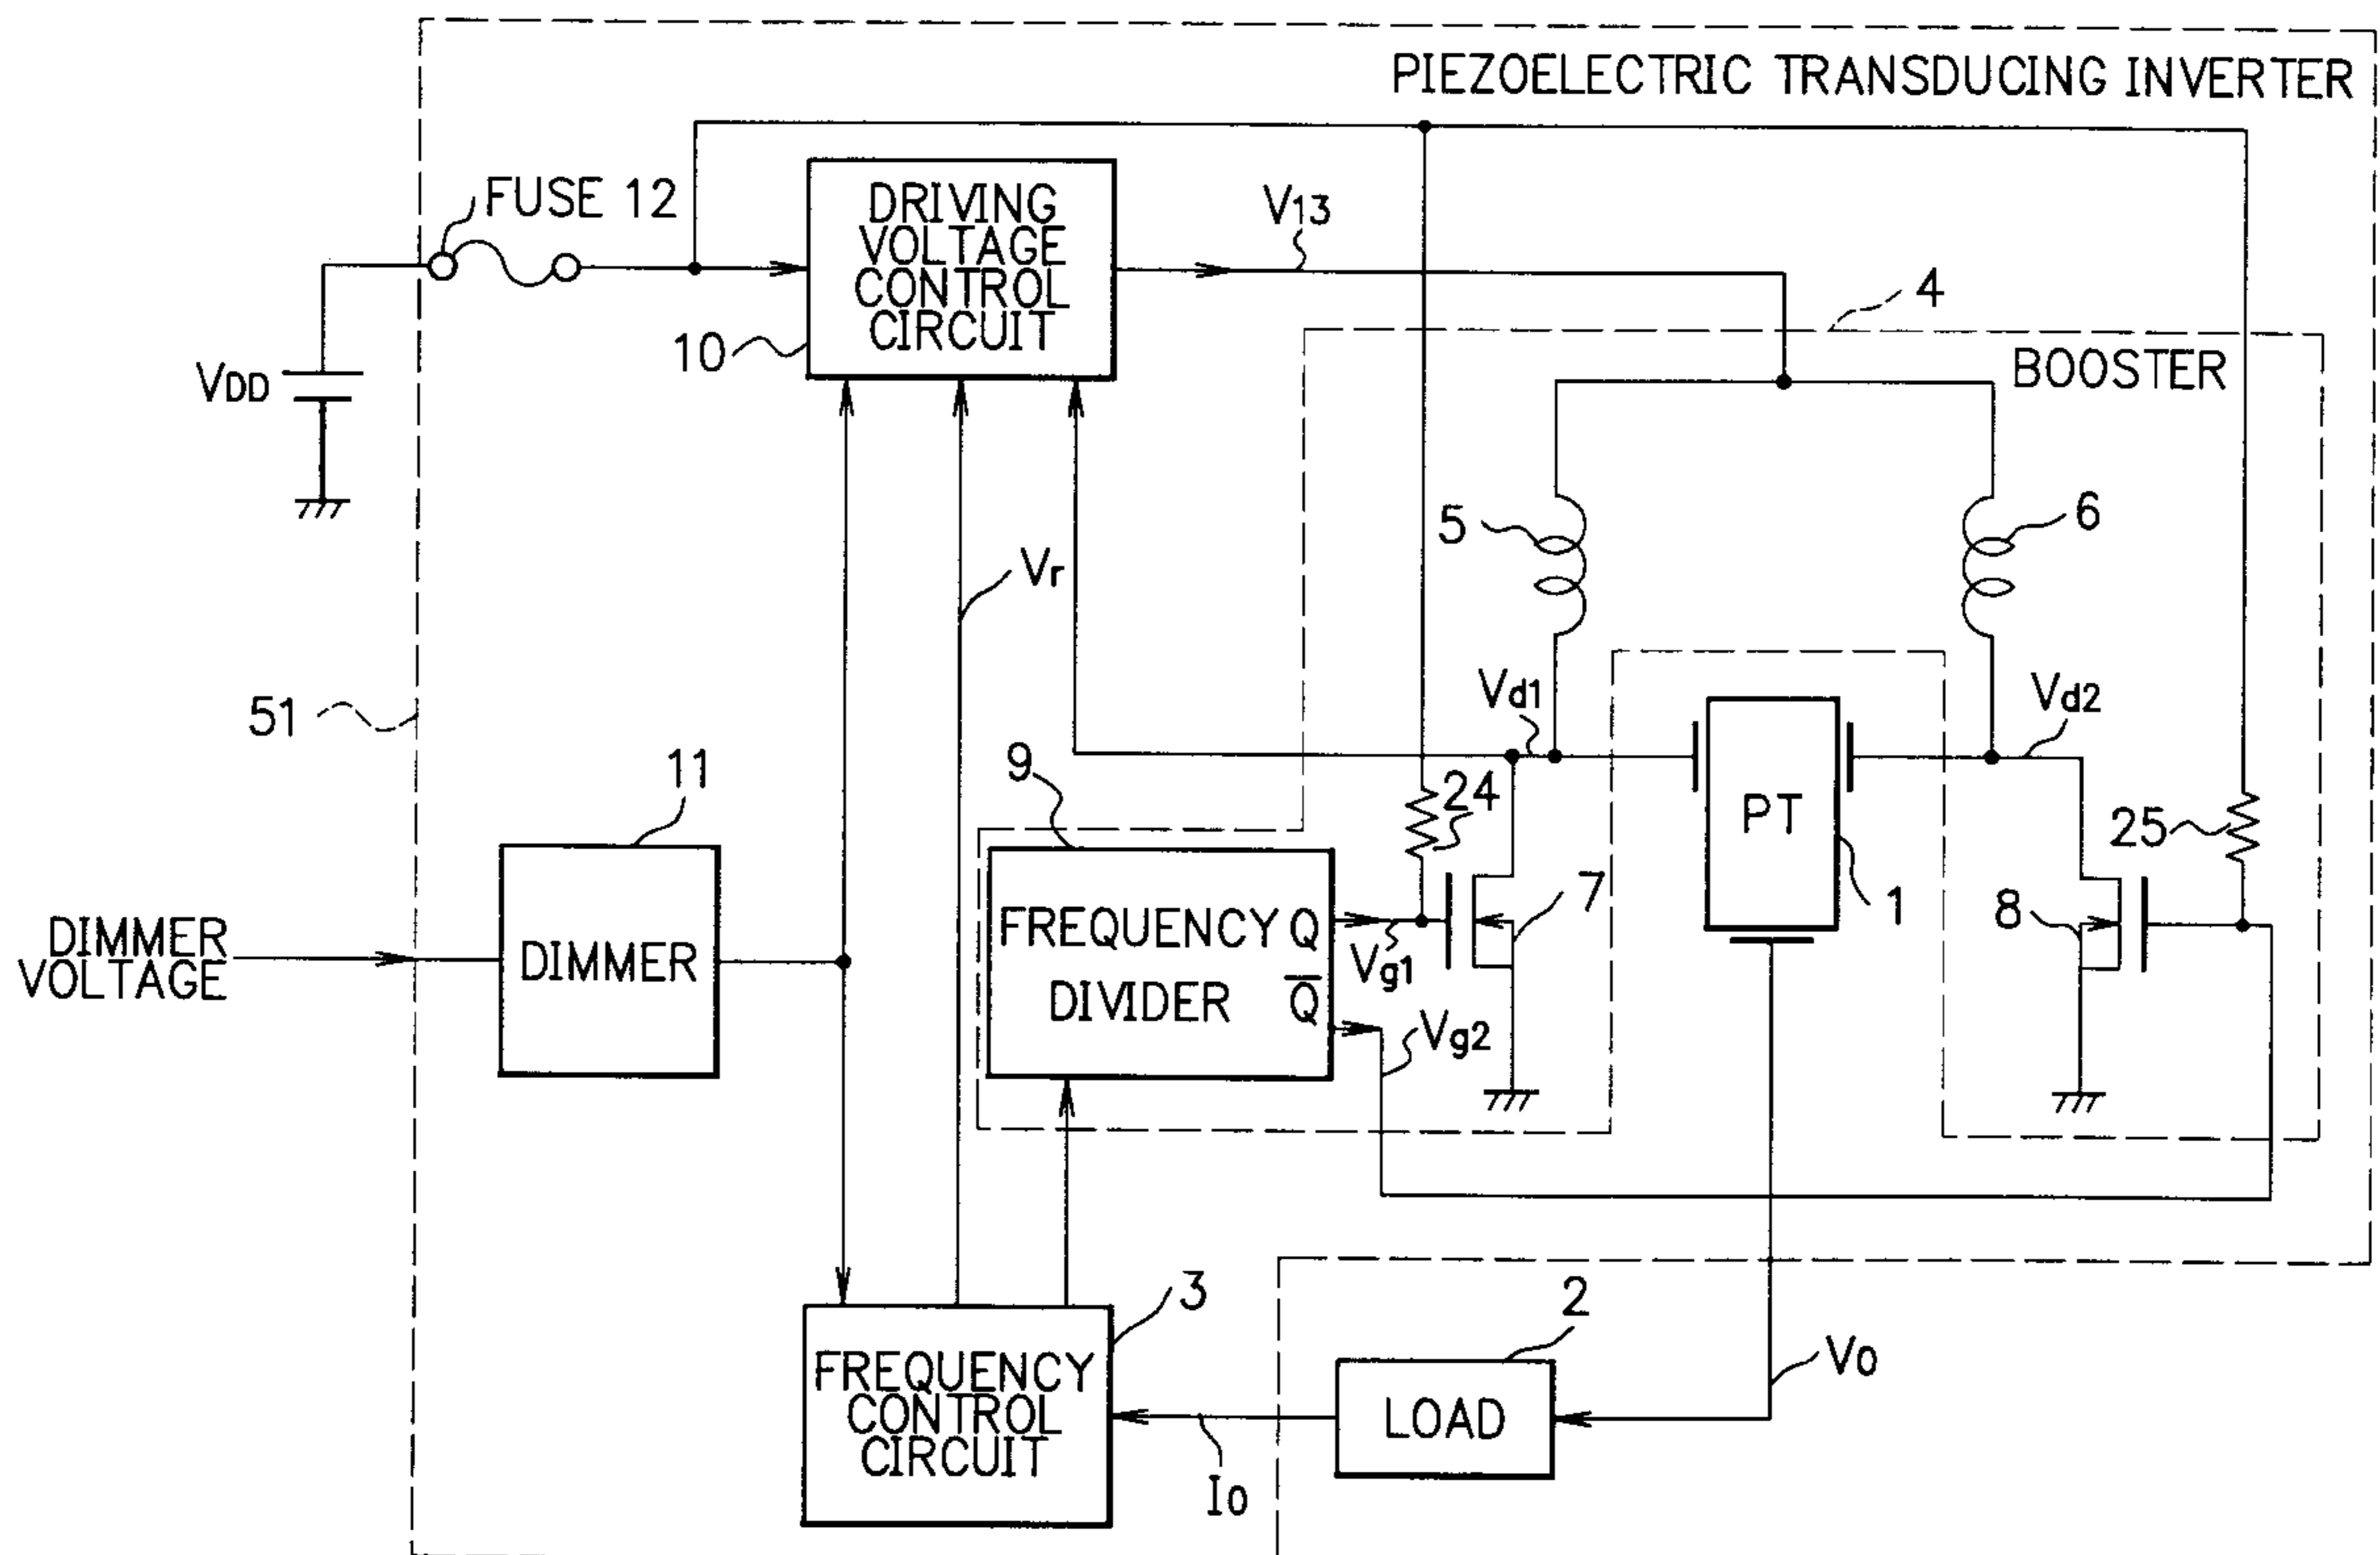 PIEZOELECTRIC TRANSDUCING INVERTER
FUSE 12
DRIVING
VOLTAGE
CONTROL
CIRCUIT
V13
4
10
BOOSTER
VDD
5
6
Vr
51
Vd1
Vd2
11
9
24
PT
25
DIMMER
VOLTAGE
DIMMER
FREQUENCY Q
DIVIDER Q̅
Vg1
7
1
8
Vg2
3
2
FREQUENCY
CONTROL
CIRCUIT
LOAD
V0
I0